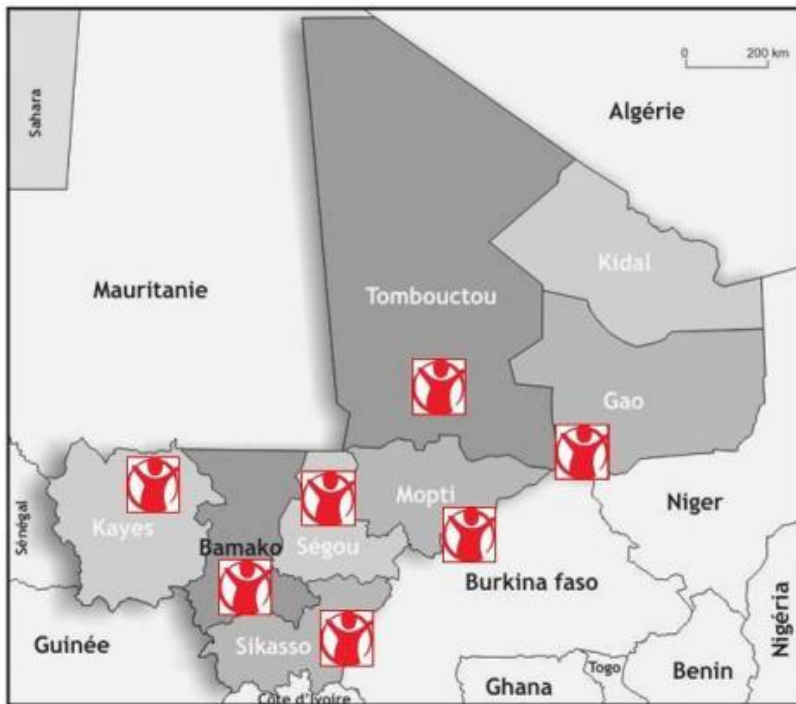 0 200 km
Sahara
Algérie
Kidal
Mauritanie
Tombouctou
Gao
Kayes
Mopti
Niger
Sénégal
Bamako
Ségou
Burkina faso
Nigéria
Guinée
Sikasso
Togo
Benin
Ghana
Côte d'Ivoire